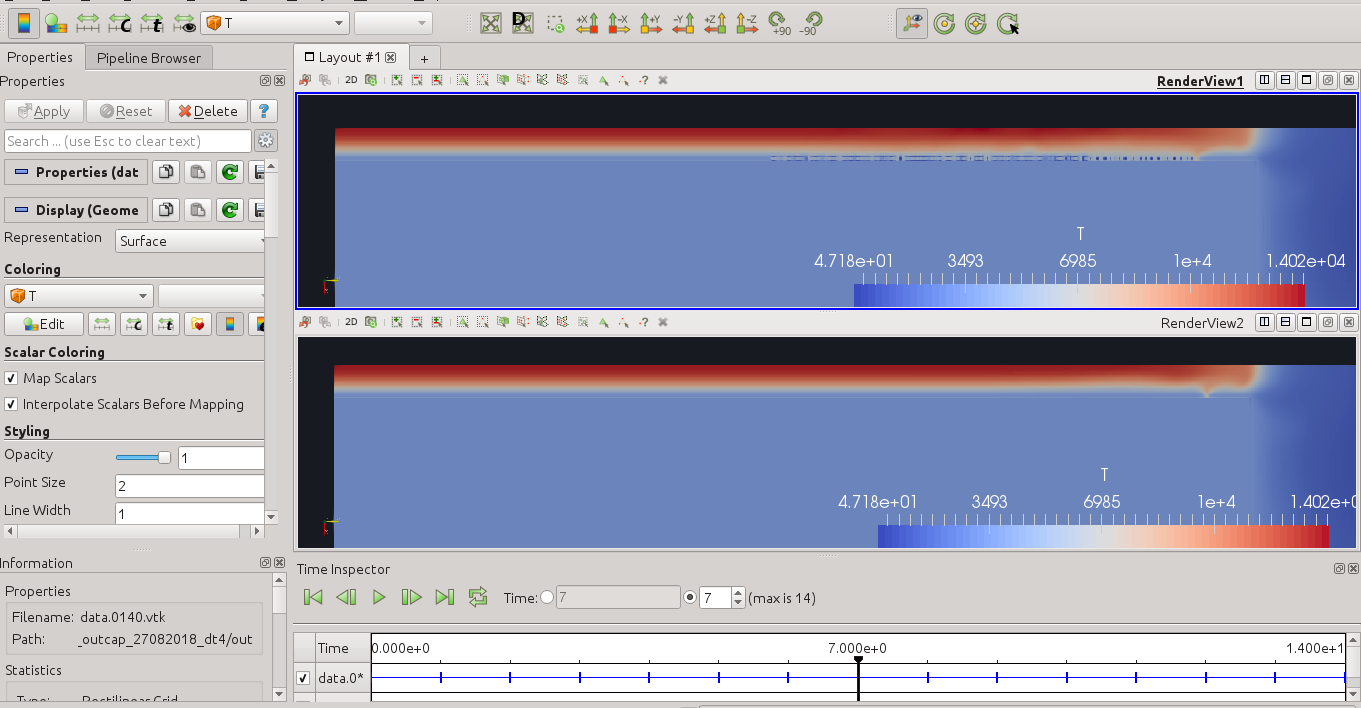 T
+X
-X
+Y
-Y
+Z
-Z
+90
-90
Properties
Pipeline Browser
Layout #1
+
Properties
2D
RenderView1
Apply
Reset
Delete
?
Search ... (use Esc to clear text)
Properties (dat
Display (Geome
Representation
Surface
Coloring
T
Edit
Scalar Coloring
Map Scalars
Interpolate Scalars Before Mapping
Styling
Opacity
1
Point Size
2
Line Width
1
T
4.718e+01
3493
6985
1e+4
1.402e+04
2D
RenderView2
T
4.718e+01
3493
6985
1e+4
1.402e+0
Information
Properties
Filename: data.0140.vtk
Path: _outcap_27082018_dt4/out
Statistics
Type: Rectilinear Grid
Time Inspector
Time:
7
7
(max is 14)
Time
0.000e+0
7.000e+0
1.400e+1
data.0*